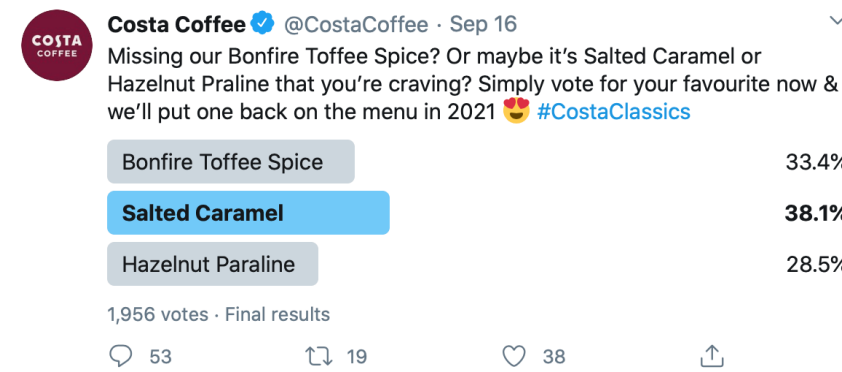 COSTA
COFFEE
Costa Coffee @CostaCoffee · Sep 16
Missing our Bonfire Toffee Spice? Or maybe it's Salted Caramel or
Hazelnut Praline that you're craving? Simply vote for your favourite now &
we'll put one back on the menu in 2021 😍 #CostaClassics
Bonfire Toffee Spice 33.4%
Salted Caramel 38.1%
Hazelnut Paraline 28.5%
1,956 votes · Final results
53 19 38